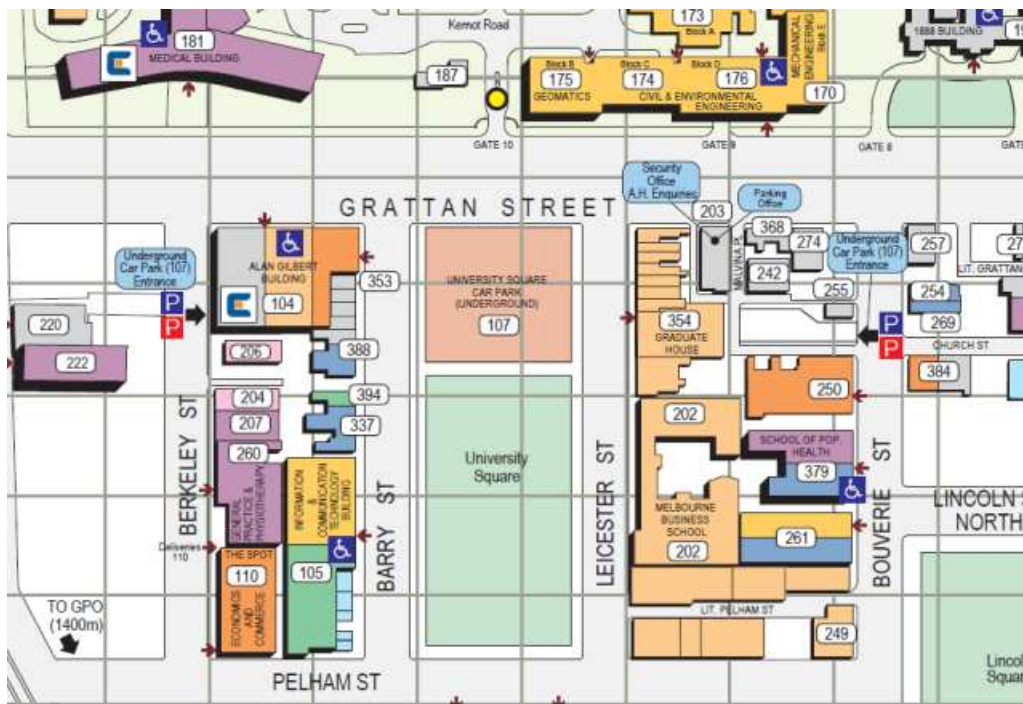 Kernot Road
173
Block A
MECHANICAL
ENGINEERING
Block E
1888 BUILDING
181
MEDICAL BUILDING
187
Block B
175
GEOMATICS
Block C
174
Block D
176
CIVIL & ENVIRONMENTAL
ENGINEERING
170
GATE 10
GATE 9
GATE 8
Security
Office
A.H. Enquiries
Parking
Office
203
GRATTAN STREET
368
274
MALVINA PL
242
255
Underground
Car Park (107)
Entrance
P
P
257
LIT. GRATTAN
254
269
CHURCH ST
384
Underground
Car Park (107)
Entrance
P
P
ALAN GILBERT
BUILDING
104
353
UNIVERSITY SQUARE
CAR PARK
(UNDERGROUND)
107
354
GRADUATE
HOUSE
220
222
206
388
204
394
207
337
260
GENERAL
PRACTICE &
PHYSIOTHERAPY
INFORMATION
&
COMMUNICATION
TECHNOLOGY
BUILDING
250
202
SCHOOL OF POP.
HEALTH
379
University
Square
BERKELEY ST
BARRY ST
LEICESTER ST
BOUVERIE ST
MELBOURNE
BUSINESS
SCHOOL
202
261
LINCOLN
NORTH
Deliveries
110
THE SPOT
110
ECONOMICS
AND
COMMERCE
105
TO GPO
(1400m)
LIT. PELHAM ST
249
PELHAM ST
Lincol
Squar